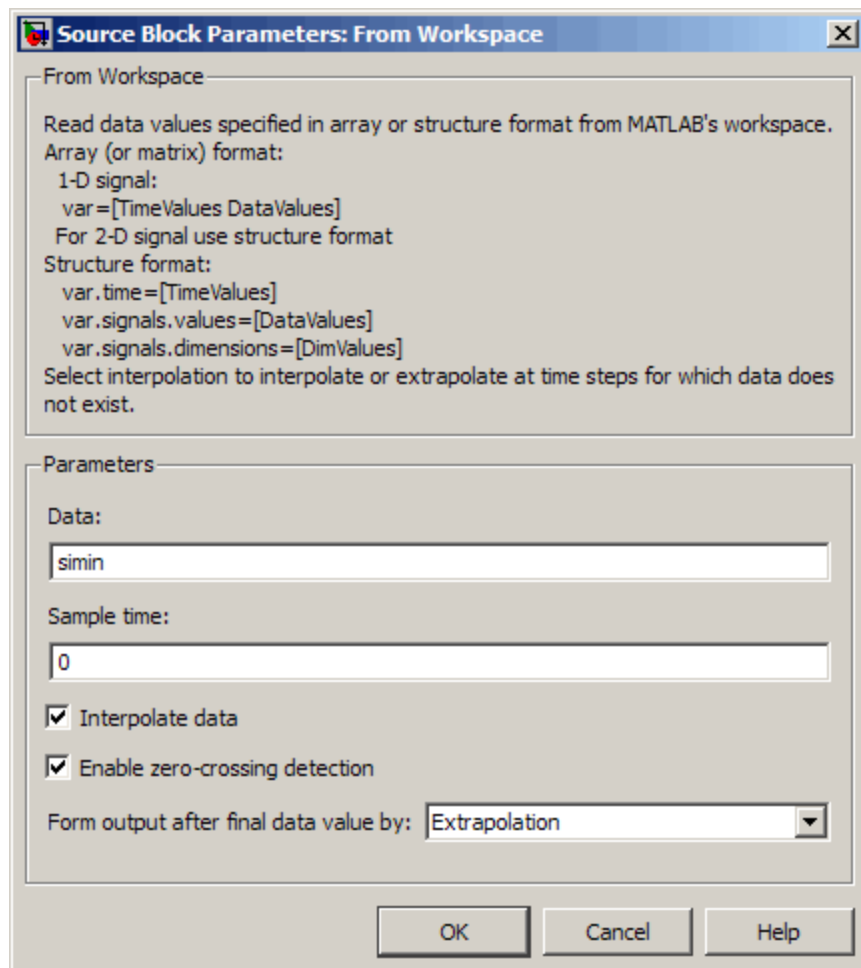 Source Block Parameters: From Workspace
From Workspace
Read data values specified in array or structure format from MATLAB's workspace.
Array (or matrix) format:
1-D signal:
var=[TimeValues DataValues]
For 2-D signal use structure format
Structure format:
var.time=[TimeValues]
var.signals.values=[DataValues]
var.signals.dimensions=[DimValues]
Select interpolation to interpolate or extrapolate at time steps for which data does
not exist.
Parameters
Data:
simin
Sample time:
0
Interpolate data
Enable zero-crossing detection
Form output after final data value by: Extrapolation
OK Cancel Help